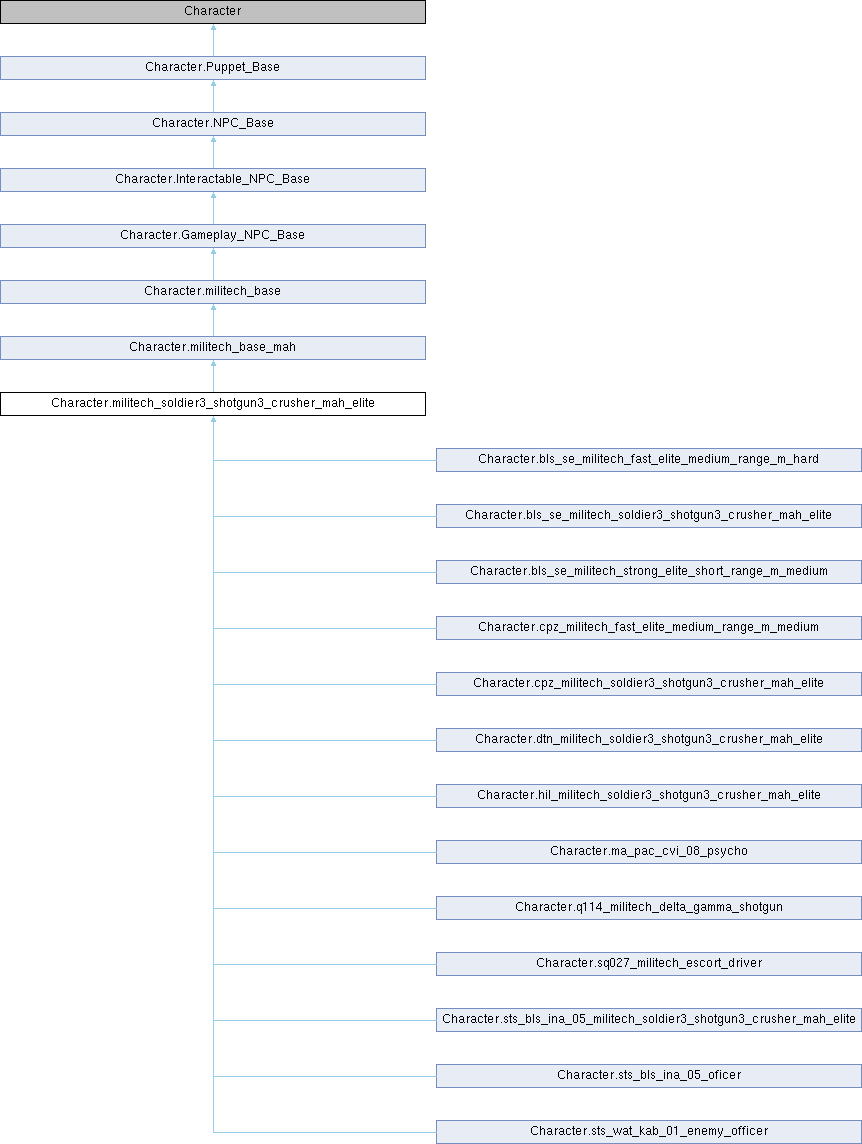 Character
Character.Puppet_Base
Character.NPC_Base
Character.Interactable_NPC_Base
Character.Gameplay_NPC_Base
Character.militech_base
Character.militech_base_mah
Character.militech_soldier3_shotgun3_crusher_mah_elite
Character.bls_se_militech_fast_elite_medium_range_m_hard
Character.bls_se_militech_soldier3_shotgun3_crusher_mah_elite
Character.bls_se_militech_strong_elite_short_range_m_medium
Character.cpz_militech_fast_elite_medium_range_m_medium
Character.cpz_militech_soldier3_shotgun3_crusher_mah_elite
Character.dtn_militech_soldier3_shotgun3_crusher_mah_elite
Character.hil_militech_soldier3_shotgun3_crusher_mah_elite
Character.ma_pac_cvi_08_psycho
Character.q114_militech_delta_gamma_shotgun
Character.sq027_militech_escort_driver
Character.sts_bls_ina_05_militech_soldier3_shotgun3_crusher_mah_elite
Character.sts_bls_ina_05_oficer
Character.sts_wat_kab_01_enemy_officer